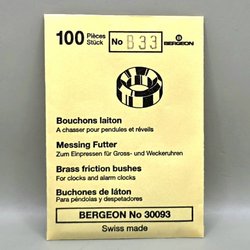 100 Pièces Stück No B33 BERGEON
Bouchons laiton
A chasser pour pendules et réveils
Messing Futter
Zum Einpressen für Gross- und Weckeruhren
Brass friction bushes
For clocks and alarm clocks
Buchones de láton
Para péndolas y despetadores
BERGEON No 30093
Swiss made